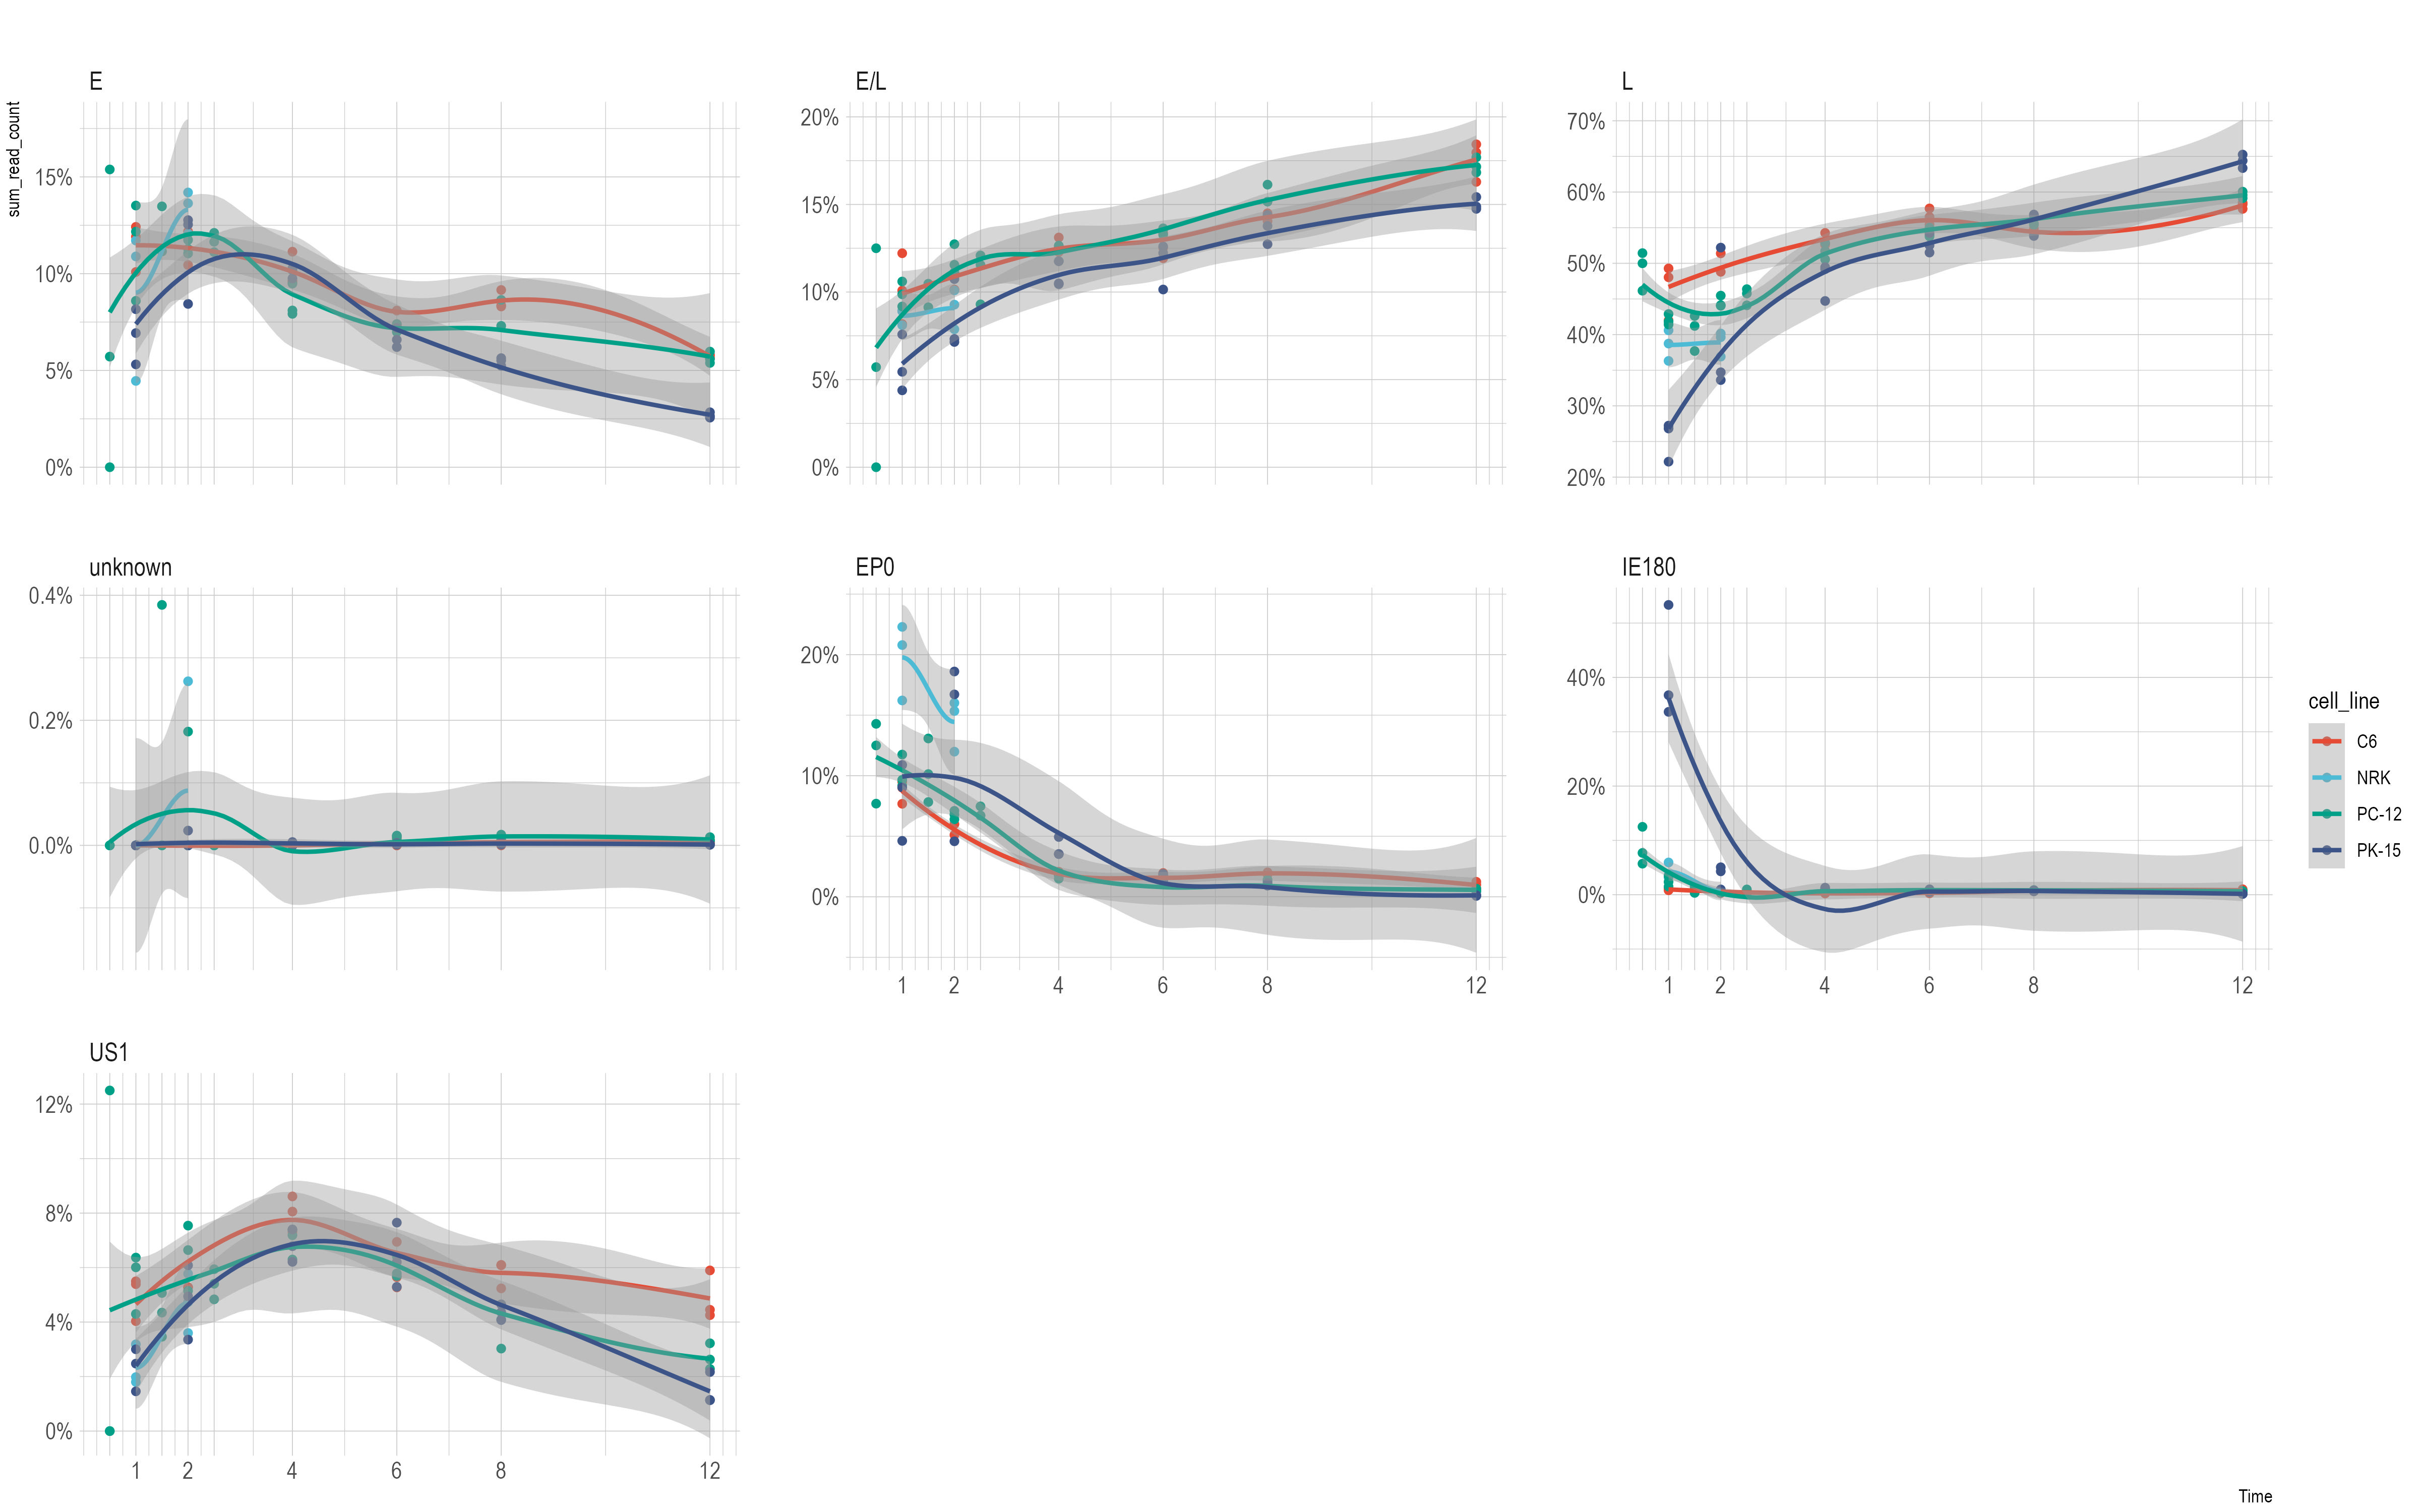 E
E/L
L
sum_read_count
15%
10%
5%
0%
20%
15%
10%
5%
0%
70%
60%
50%
40%
30%
20%
unknown
EP0
IE180
0.4%
0.2%
0.0%
20%
10%
0%
40%
20%
0%
1 2 4 6 8 12
1 2 4 6 8 12
cell_line
C6
NRK
PC-12
PK-15
US1
12%
8%
4%
0%
1 2 4 6 8 12
Time